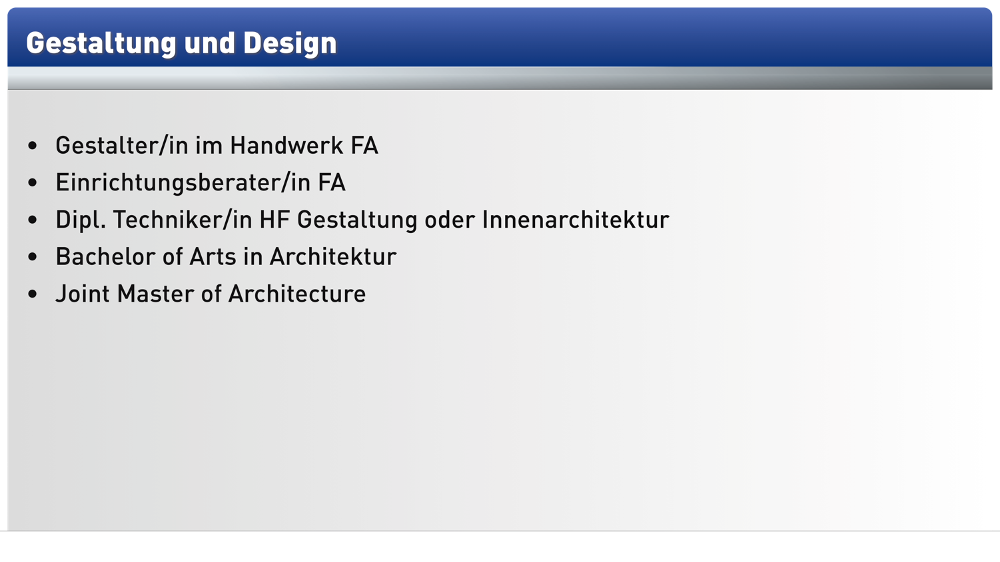 Gestaltung und Design
• Gestalter/in im Handwerk FA
• Einrichtungsberater/in FA
• Dipl. Techniker/in HF Gestaltung oder Innenarchitektur
• Bachelor of Arts in Architektur
• Joint Master of Architecture